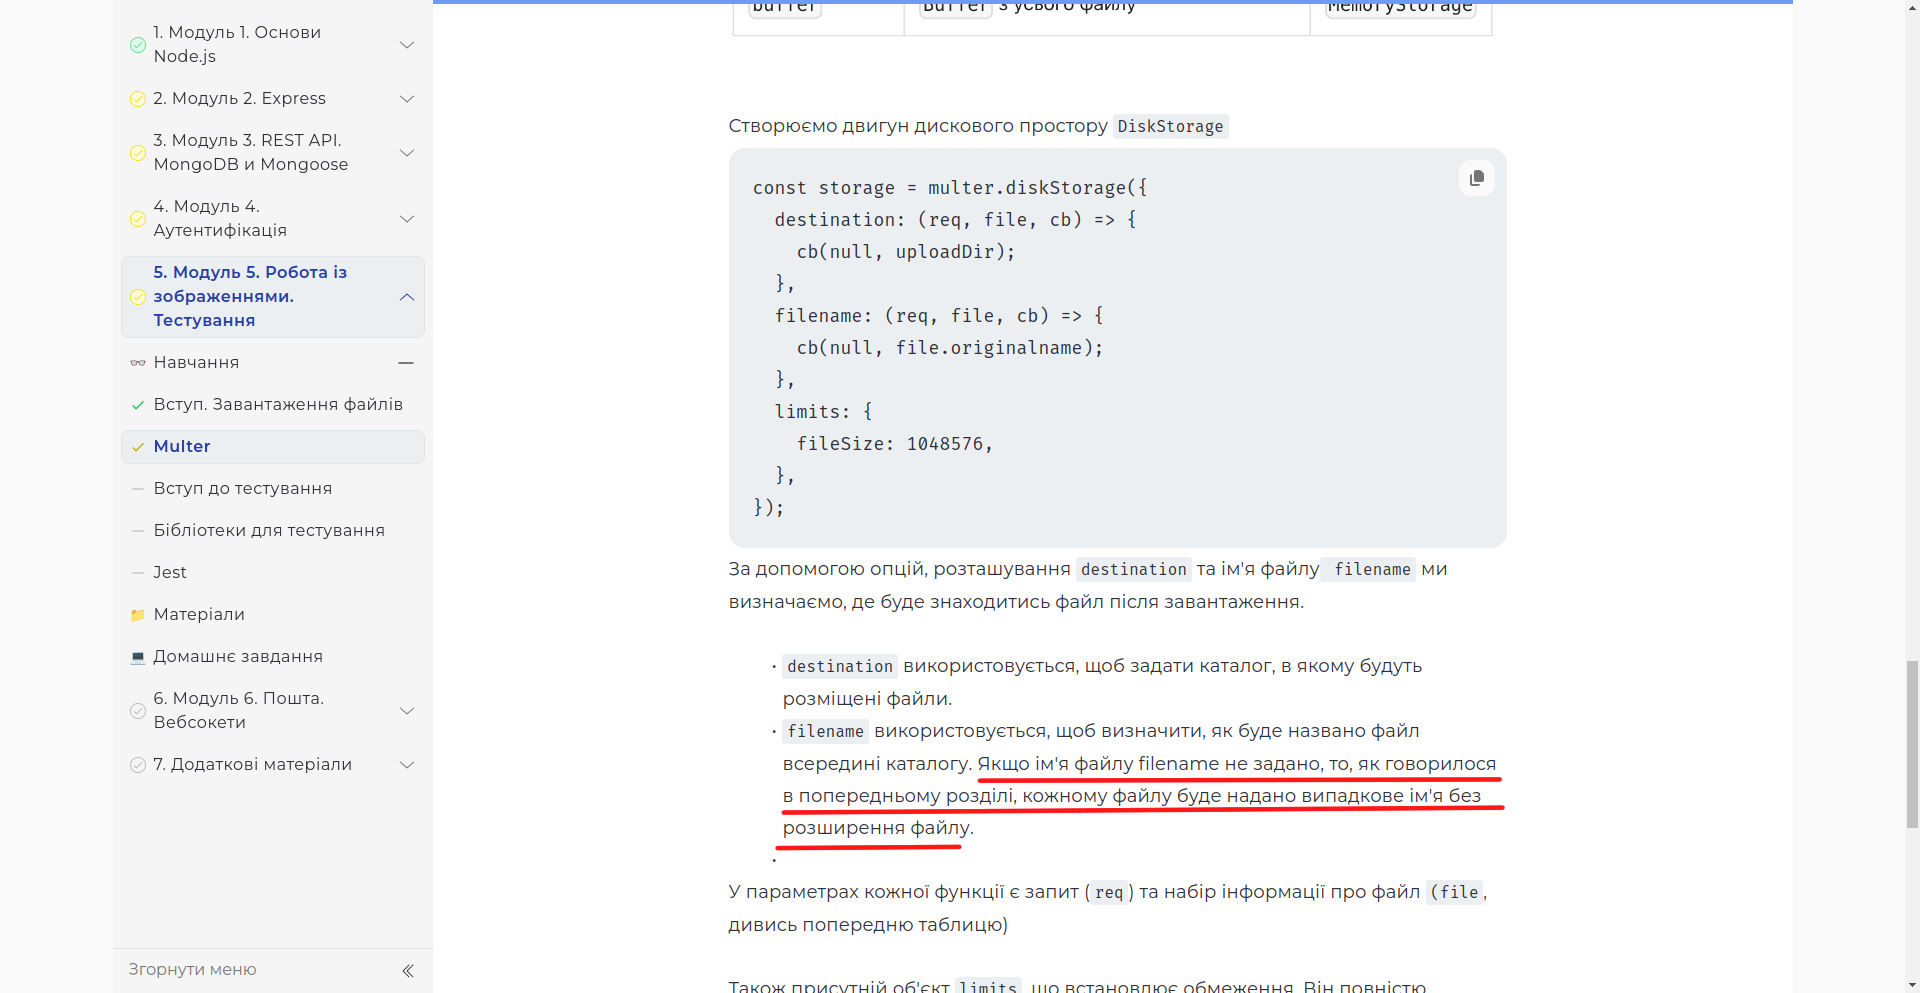 1. Модуль 1. Основи
Node.js
2. Модуль 2. Express
3. Модуль 3. REST API.
MongoDB и Mongoose
4. Модуль 4.
Аутентифікація
5. Модуль 5. Робота із
зображеннями.
Тестування
Навчання
Вступ. Завантаження файлів
Multer
Вступ до тестування
Бібліотеки для тестування
Jest
Матеріали
Домашнє завдання
6. Модуль 6. Пошта.
Вебсокети
7. Додаткові матеріали
Згорнути меню
buffer Buffer з усього файлу MemoryStorage
Створюємо двигун дискового простору DiskStorage
const storage = multer.diskStorage({
destination: (req, file, cb) => {
cb(null, uploadDir);
},
filename: (req, file, cb) => {
cb(null, file.originalname);
},
limits: {
fileSize: 1048576,
},
});
За допомогою опцій, розташування destination та ім'я файлу filename ми
визначаємо, де буде знаходитись файл після завантаження.
• destination використовується, щоб задати каталог, в якому будуть
розміщені файли.
• filename використовується, щоб визначити, як буде названо файл
всередині каталогу. Якщо ім'я файлу filename не задано, то, як говорилося
в попередньому розділі, кожному файлу буде надано випадкове ім'я без
розширення файлу.
•
У параметрах кожної функції є запит (req) та набір інформації про файл (file,
дивись попередню таблицю)
Також присутній об'єкт limits, що встановлює обмеження. Він повністю